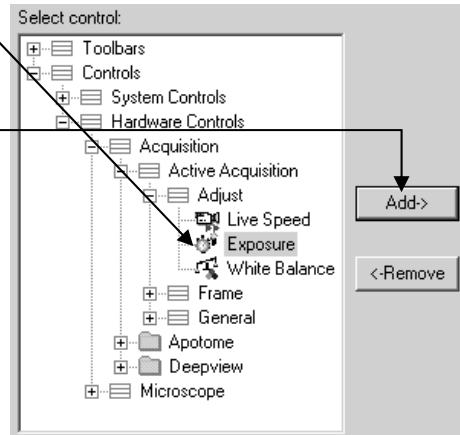 Select control:
Toolbars
Controls
System Controls
Hardware Controls
Acquisition
Active Acquisition
Adjust
Live Speed
Exposure
White Balance
Frame
General
Apotome
Deepview
Microscope
Add->
<-Remove